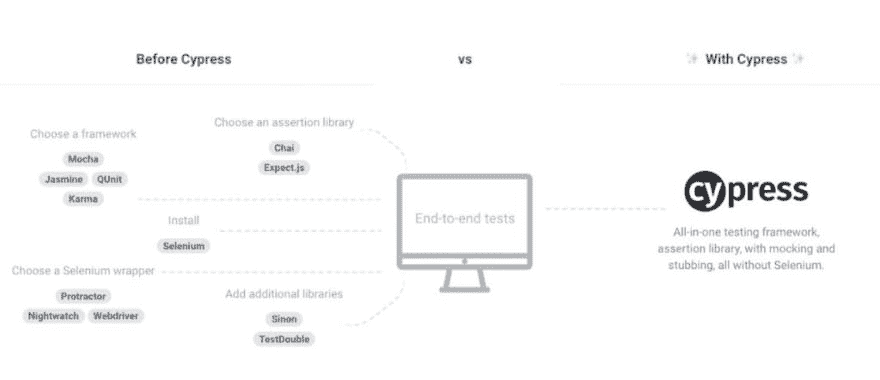 Before Cypress
vs
With Cypress
Choose a framework
Mocha
Jasmine QUnit
Karma
Choose an assertion library
Chai
Expect.js
Install
Selenium
Choose a Selenium wrapper
Protractor
Nightwatch Webdriver
Add additional libraries
Sinon
TestDouble
End-to-end tests
cypress
All-in-one testing framework,
assertion library, with mocking and
stubbing, all without Selenium.